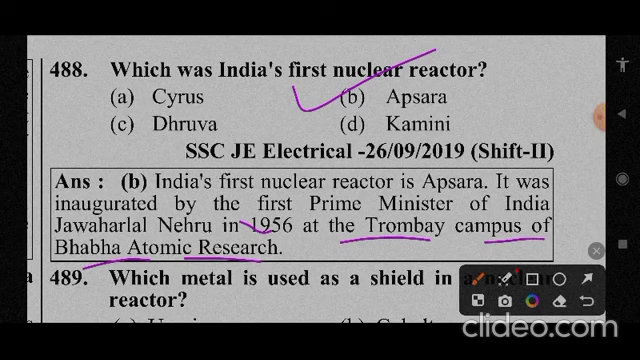 488. Which was India's first nuclear reactor?
(a) Cyrus (b) Apsara
(c) Dhruva (d) Kamini
SSC JE Electrical -26/09/2019 (Shift-II)
Ans : (b) India's first nuclear reactor is Apsara. It was
inaugurated by the first Prime Minister of India
Jawaharlal Nehru in 1956 at the Trombay campus of
Bhabha Atomic Research.
489. Which metal is used as a shield in a
reactor?
clideo.com